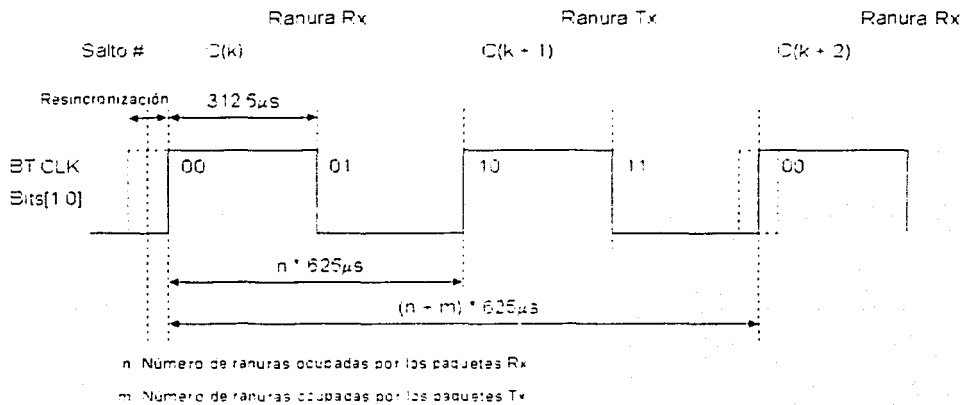 Ranura Rx Ranura Tx Ranura Rx
Salto # C(k) C(k + 1) C(k + 2)
Resincronización 312.5µs
BT CLK 00 01 10 11 00
Bits[1:0]
n * 625µs
(n + m) * 625µs
n: Número de ranuras ocupadas por los paquetes Rx
m: Número de ranuras ocupadas por los paquetes Tx